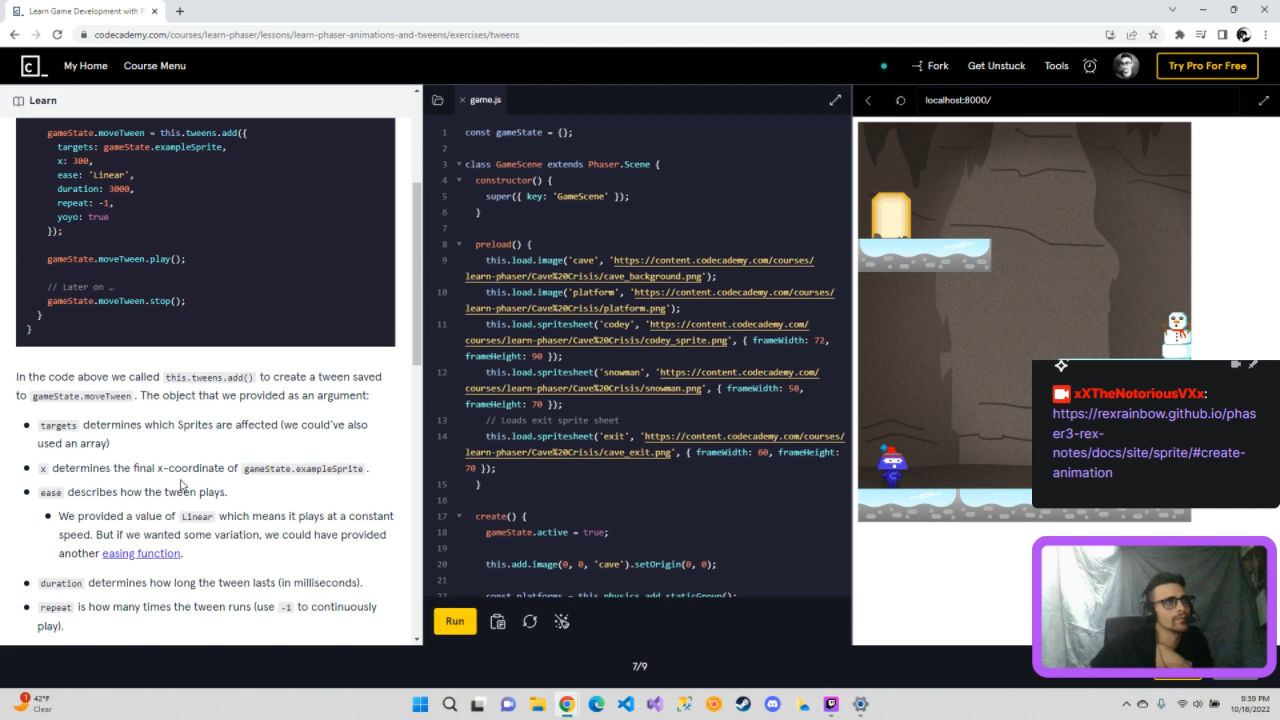 Learn Game Development with P
codecademy.com/courses/learn-phaser/lessons/learn-phaser-animations-and-tweens/exercises/tweens
My Home
Course Menu
Fork
Get Unstuck
Tools
Try Pro For Free
Learn
gameState.moveTween = this.tweens.add({
targets: gameState.exampleSprite,
x: 300,
ease: 'Linear',
duration: 3000,
repeat: -1,
yoyo: true
});
gameState.moveTween.play();
// Later on …
gameState.moveTween.stop();
}
}
In the code above we called this.tweens.add() to create a tween saved
to gameState.moveTween. The object that we provided as an argument:
targets determines which Sprites are affected (we could've also
used an array)
x determines the final x-coordinate of gameState.exampleSprite.
ease describes how the tween plays.
We provided a value of Linear which means it plays at a constant
speed. But if we wanted some variation, we could have provided
another easing function.
duration determines how long the tween lasts (in milliseconds).
repeat is how many times the tween runs (use -1 to continuously
play).
game.js
1 const gameState = {};
2
3 class GameScene extends Phaser.Scene {
4 constructor() {
5 super({ key: 'GameScene' });
6 }
7
8 preload() {
9 this.load.image('cave', 'https://content.codecademy.com/courses/
learn-phaser/Cave%20Crisis/cave_background.png');
10 this.load.image('platform', 'https://content.codecademy.com/courses/
learn-phaser/Cave%20Crisis/platform.png');
11 this.load.spritesheet('codey', 'https://content.codecademy.com/
courses/learn-phaser/Cave%20Crisis/codey_sprite.png', { frameWidth: 72,
frameHeight: 90 });
12 this.load.spritesheet('snowman', 'https://content.codecademy.com/
courses/learn-phaser/Cave%20Crisis/snowman.png', { frameWidth: 50,
frameHeight: 70 });
13 // Loads exit sprite sheet
14 this.load.spritesheet('exit', 'https://content.codecademy.com/
courses/learn-phaser/Cave%20Crisis/cave_exit.png', { frameWidth: 60, frameHeight:
70 });
15 }
16
17 create() {
18 gameState.active = true;
19
20 this.add.image(0, 0, 'cave').setOrigin(0, 0);
21
22 const platforms = this.physics.add.staticGroup();
Run
localhost:8000/
xXTheNotoriousVXx:
https://rexrainbow.github.io/phas
er3-rex-
notes/docs/site/sprite/#create-
animation
7/9
1
42°F
Clear
9:39 PM
10/18/2022